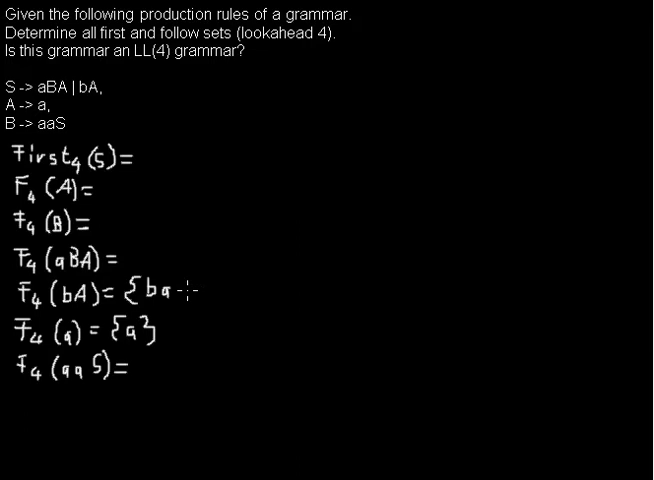 Given the following production rules of a grammar.
Determine all first and follow sets (lookahead 4).
Is this grammar an LL(4) grammar?
S -> aBA | bA,
A -> a,
B -> aaS
First₄(S)=
F₄(A)=
F₄(B)=
F₄(aBA)=
F₄(bA)={ba
F₄(a)={a}
F₄(aaS)=